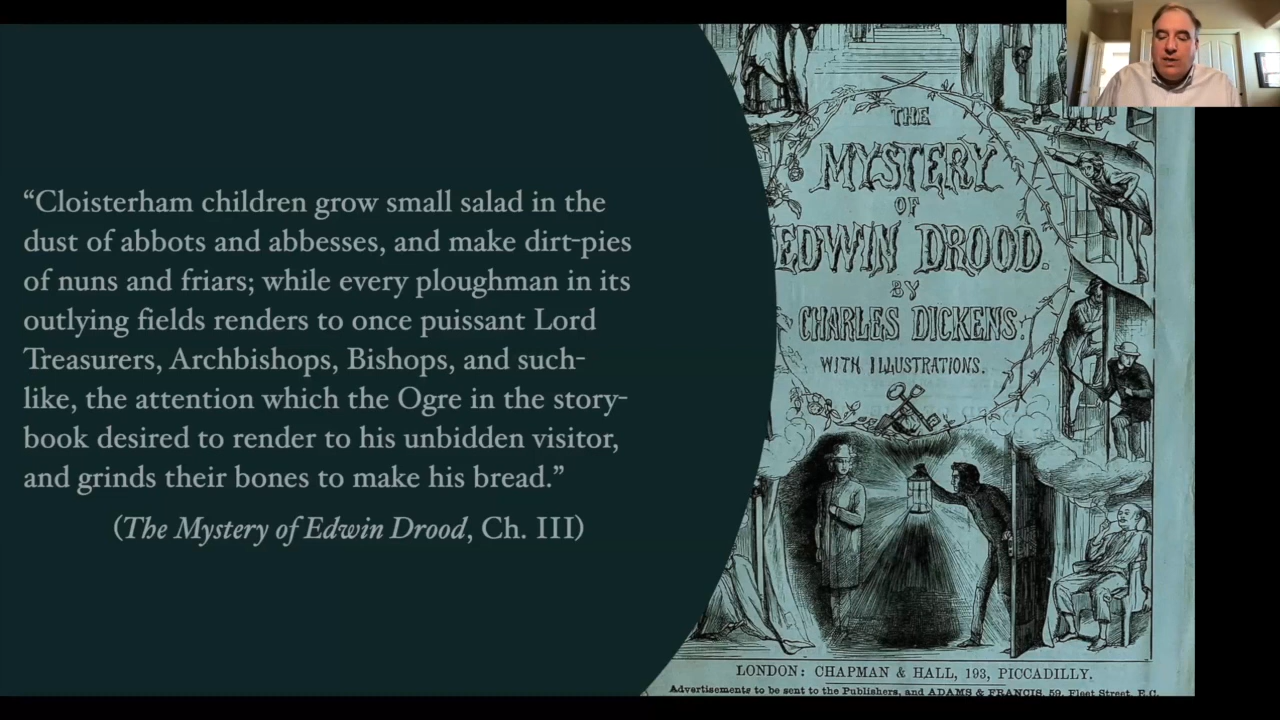 “Cloisterham children grow small salad in the
dust of abbots and abbesses, and make dirt-pies
of nuns and friars; while every ploughman in its
outlying fields renders to once puissant Lord
Treasurers, Archbishops, Bishops, and such-
like, the attention which the Ogre in the story-
book desired to render to his unbidden visitor,
and grinds their bones to make his bread.”
(The Mystery of Edwin Drood, Ch. III)
THE
MYSTERY
OF
EDWIN DROOD.
BY
CHARLES DICKENS.
WITH ILLUSTRATIONS.
LONDON: CHAPMAN & HALL, 193, PICCADILLY.
Advertisements to be sent to the Publishers, and ADAMS & FRANCIS, 59, Fleet Street, E.C.